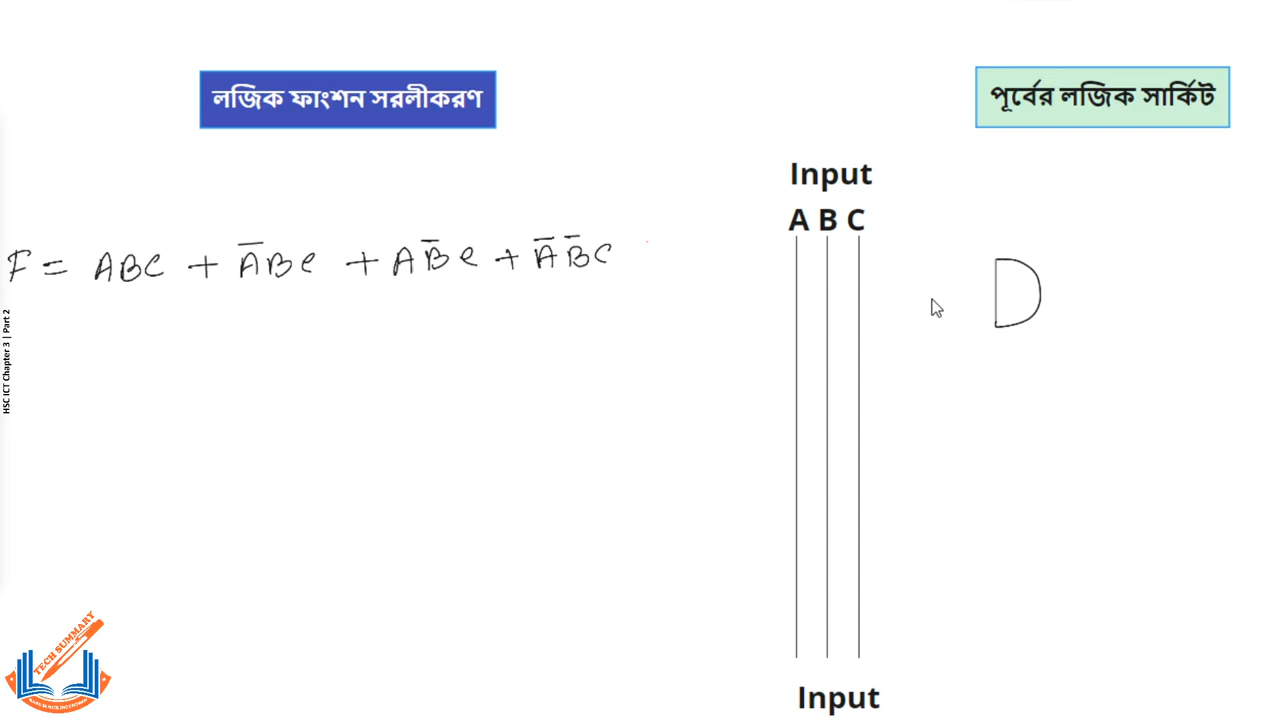 লজিক ফাংশন সরলীকরণ
পূর্বের লজিক সার্কিট
Input
A B C
F = ABC + A̅BC + AB̅C + A̅B̅C
HSC ICT Chapter 3 | Part 2
TECH SUMMARY
Input